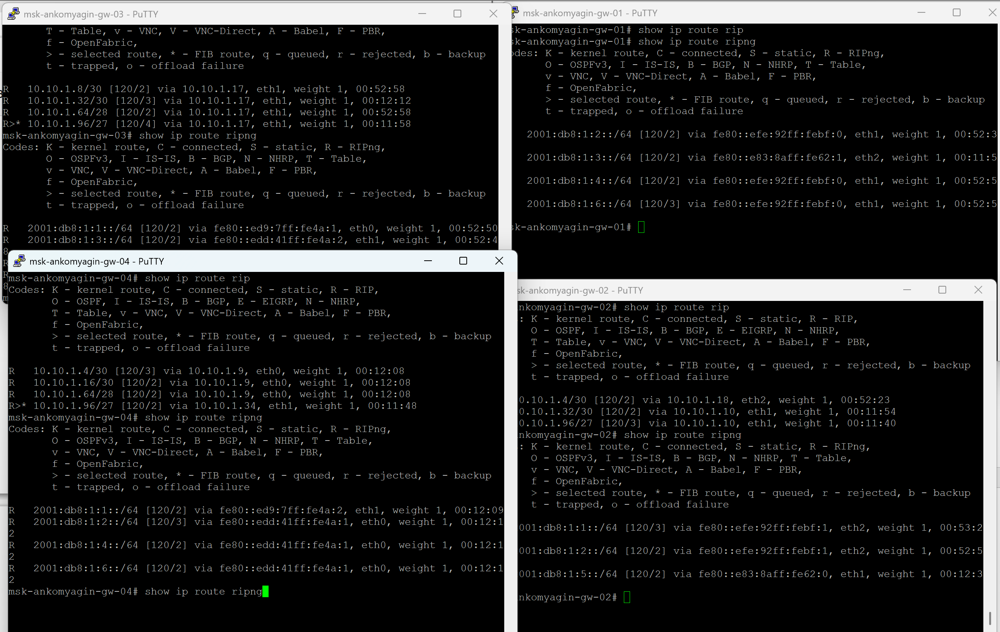 msk-ankomyagin-gw-03 - PuTTY
T - Table, v - VNC, V - VNC-Direct, A - Babel, F - PBR,
f - OpenFabric,
> - selected route, * - FIB route, q - queued, r - rejected, b - backup
t - trapped, o - offload failure
R   10.10.1.8/30 [120/2] via 10.10.1.17, eth1, weight 1, 00:52:58
R   10.10.1.32/30 [120/3] via 10.10.1.17, eth1, weight 1, 00:12:12
R   10.10.1.64/28 [120/2] via 10.10.1.17, eth1, weight 1, 00:52:58
R>* 10.10.1.96/27 [120/4] via 10.10.1.17, eth1, weight 1, 00:11:58
msk-ankomyagin-gw-03# show ip route ripng
Codes: K - kernel route, C - connected, S - static, R - RIPng,
O - OSPFv3, I - IS-IS, B - BGP, N - NHRP, T - Table,
v - VNC, V - VNC-Direct, A - Babel, F - PBR,
f - OpenFabric,
> - selected route, * - FIB route, q - queued, r - rejected, b - backup
t - trapped, o - offload failure
R   2001:db8:1:1::/64 [120/2] via fe80::ed9:7ff:fe4a:1, eth0, weight 1, 00:52:50
R   2001:db8:1:3::/64 [120/2] via fe80::edd:41ff:fe4a:2, eth1, weight 1, 00:52:4
8
R
R
8
m
msk-ankomyagin-gw-01 - PuTTY
sk-ankomyagin-gw-01# show ip route rip
sk-ankomyagin-gw-01# show ip route ripng
odes: K - kernel route, C - connected, S - static, R - RIPng,
O - OSPFv3, I - IS-IS, B - BGP, N - NHRP, T - Table,
v - VNC, V - VNC-Direct, A - Babel, F - PBR,
f - OpenFabric,
> - selected route, * - FIB route, q - queued, r - rejected, b - backup
t - trapped, o - offload failure
2001:db8:1:2::/64 [120/2] via fe80::efe:92ff:febf:0, eth1, weight 1, 00:52:3
2001:db8:1:3::/64 [120/2] via fe80::e83:8aff:fe62:1, eth2, weight 1, 00:11:5
2001:db8:1:4::/64 [120/2] via fe80::efe:92ff:febf:0, eth1, weight 1, 00:52:5
2001:db8:1:6::/64 [120/3] via fe80::efe:92ff:febf:0, eth1, weight 1, 00:52:5
sk-ankomyagin-gw-01#
msk-ankomyagin-gw-04 - PuTTY
msk-ankomyagin-gw-04# show ip route rip
Codes: K - kernel route, C - connected, S - static, R - RIP,
O - OSPF, I - IS-IS, B - BGP, E - EIGRP, N - NHRP,
T - Table, v - VNC, V - VNC-Direct, A - Babel, F - PBR,
f - OpenFabric,
> - selected route, * - FIB route, q - queued, r - rejected, b - backup
t - trapped, o - offload failure
R   10.10.1.4/30 [120/3] via 10.10.1.9, eth0, weight 1, 00:12:08
R   10.10.1.16/30 [120/2] via 10.10.1.9, eth0, weight 1, 00:12:08
R   10.10.1.64/28 [120/2] via 10.10.1.9, eth0, weight 1, 00:12:08
R>* 10.10.1.96/27 [120/2] via 10.10.1.34, eth1, weight 1, 00:11:48
msk-ankomyagin-gw-04# show ip route ripng
Codes: K - kernel route, C - connected, S - static, R - RIPng,
O - OSPFv3, I - IS-IS, B - BGP, N - NHRP, T - Table,
v - VNC, V - VNC-Direct, A - Babel, F - PBR,
f - OpenFabric,
> - selected route, * - FIB route, q - queued, r - rejected, b - backup
t - trapped, o - offload failure
R   2001:db8:1:1::/64 [120/2] via fe80::ed9:7ff:fe4a:2, eth1, weight 1, 00:12:09
R   2001:db8:1:2::/64 [120/3] via fe80::edd:41ff:fe4a:1, eth0, weight 1, 00:12:1
2
R   2001:db8:1:4::/64 [120/2] via fe80::edd:41ff:fe4a:1, eth0, weight 1, 00:12:1
2
R   2001:db8:1:6::/64 [120/2] via fe80::edd:41ff:fe4a:1, eth0, weight 1, 00:12:1
2
msk-ankomyagin-gw-04# show ip route ripng
sk-ankomyagin-gw-02 - PuTTY
nkomyagin-gw-02# show ip route rip
: K - kernel route, C - connected, S - static, R - RIP,
O - OSPF, I - IS-IS, B - BGP, E - EIGRP, N - NHRP,
T - Table, v - VNC, V - VNC-Direct, A - Babel, F - PBR,
f - OpenFabric,
> - selected route, * - FIB route, q - queued, r - rejected, b - backup
t - trapped, o - offload failure
0.10.1.4/30 [120/2] via 10.10.1.18, eth2, weight 1, 00:52:23
0.10.1.32/30 [120/2] via 10.10.1.10, eth1, weight 1, 00:11:54
0.10.1.96/27 [120/3] via 10.10.1.10, eth1, weight 1, 00:11:40
nkomyagin-gw-02# show ip route ripng
: K - kernel route, C - connected, S - static, R - RIPng,
O - OSPFv3, I - IS-IS, B - BGP, N - NHRP, T - Table,
v - VNC, V - VNC-Direct, A - Babel, F - PBR,
f - OpenFabric,
> - selected route, * - FIB route, q - queued, r - rejected, b - backup
t - trapped, o - offload failure
001:db8:1:1::/64 [120/3] via fe80::efe:92ff:febf:1, eth2, weight 1, 00:53:2
001:db8:1:2::/64 [120/2] via fe80::efe:92ff:febf:1, eth2, weight 1, 00:52:5
001:db8:1:5::/64 [120/2] via fe80::e83:8aff:fe62:0, eth1, weight 1, 00:12:3
nkomyagin-gw-02#